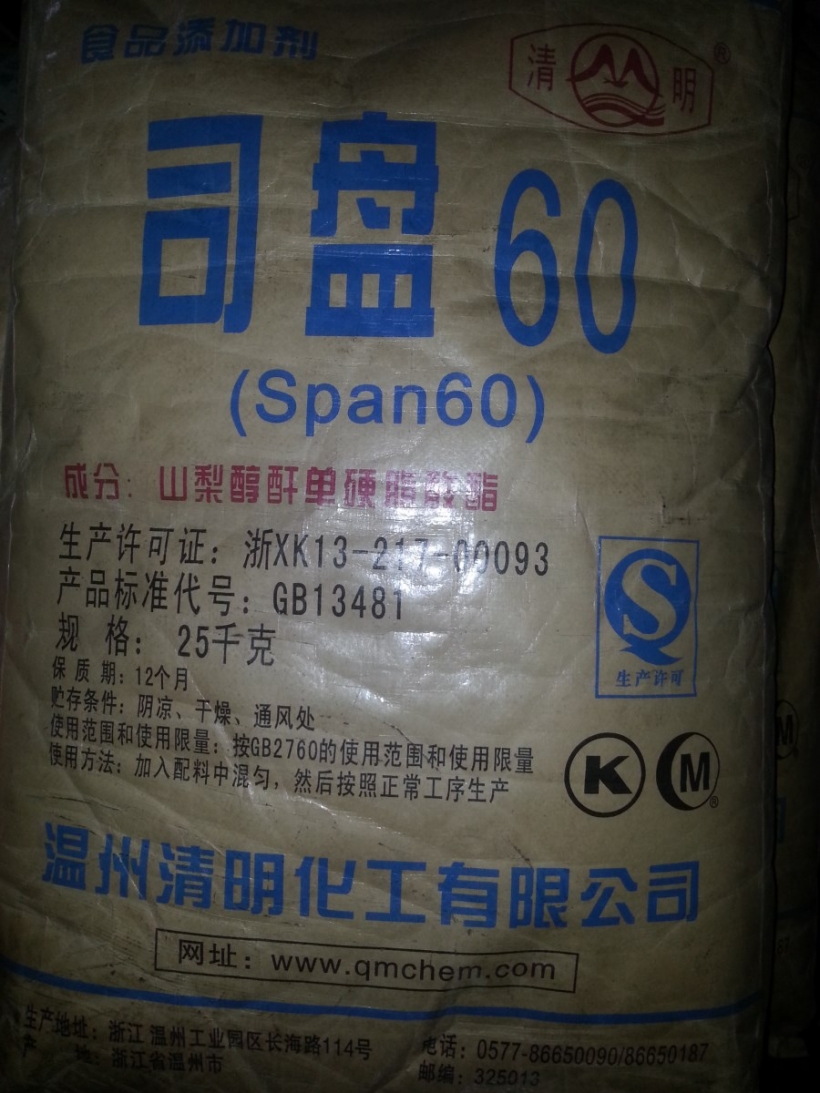 食品添加剂
清 明 ®
司盘60
(Span60)
成分: 山梨醇酐单硬脂酸酯
生产许可证: 浙XK13-217-00093
产品标准代号: GB13481
规 格: 25千克
保 质 期: 12个月
贮存条件: 阴凉、干燥、通风处
使用范围和使用限量: 按GB2760的使用范围和使用限量
使用方法: 加入配料中混匀, 然后按照正常工序生产
S
生产许可
K
M ®
温州清明化工有限公司
网址: www.qmchem.com
生产地址: 浙江 温州工业园区长海路114号
产 地: 浙江省温州市
电话: 0577-86650090/86650187
邮编: 325013
M